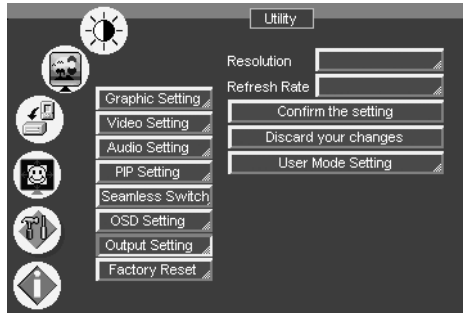 Utility
Resolution
Refresh Rate
Confirm the setting
Discard your changes
User Mode Setting
Graphic Setting
Video Setting
Audio Setting
PIP Setting
Seamless Switch
OSD Setting
Output Setting
Factory Reset